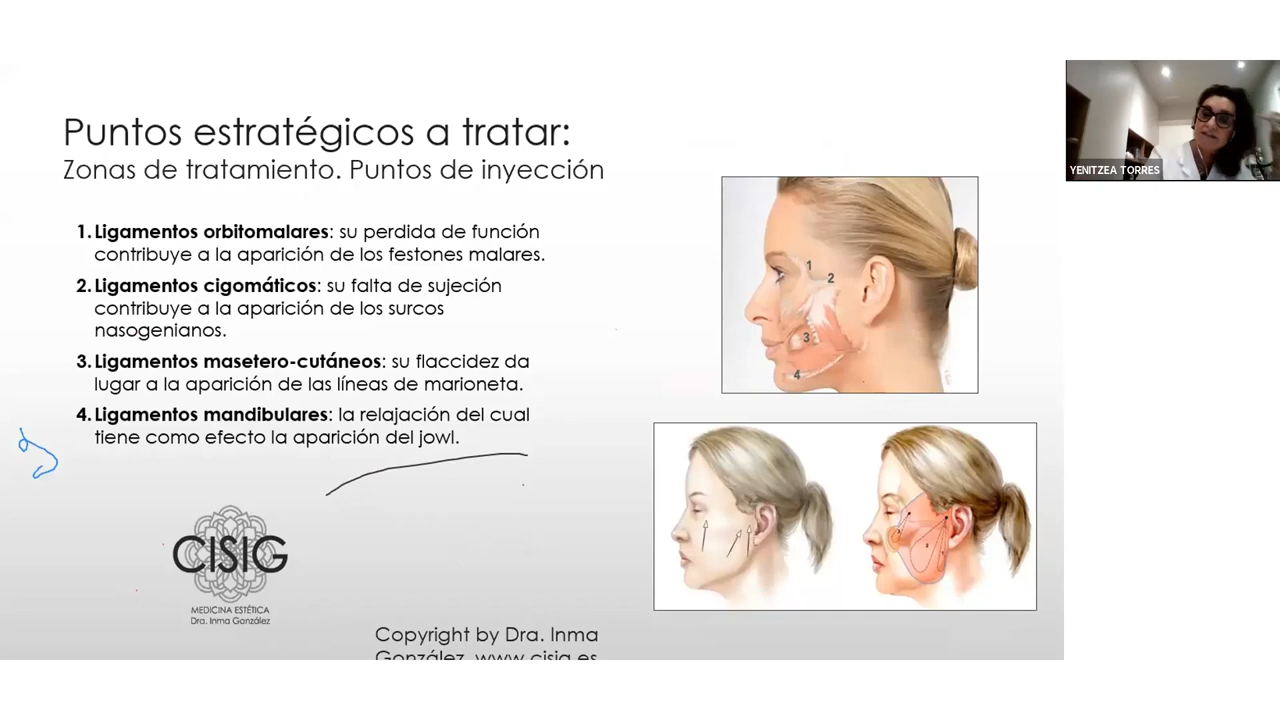 Puntos estratégicos a tratar:
Zonas de tratamiento. Puntos de inyección
1. Ligamentos orbitomalares: su perdida de función
contribuye a la aparición de los festones malares.
2. Ligamentos cigomáticos: su falta de sujeción
contribuye a la aparición de los surcos
nasogenianos.
3. Ligamentos masetero-cutáneos: su flaccidez da
lugar a la aparición de las líneas de marioneta.
4. Ligamentos mandibulares: la relajación del cual
tiene como efecto la aparición del jowl.
CISIG
MEDICINA ESTÉTICA
Dra. Inma González
Copyright by Dra. Inma
González. www.cisig.es
1
2
3
4
YENITZEA TORRES